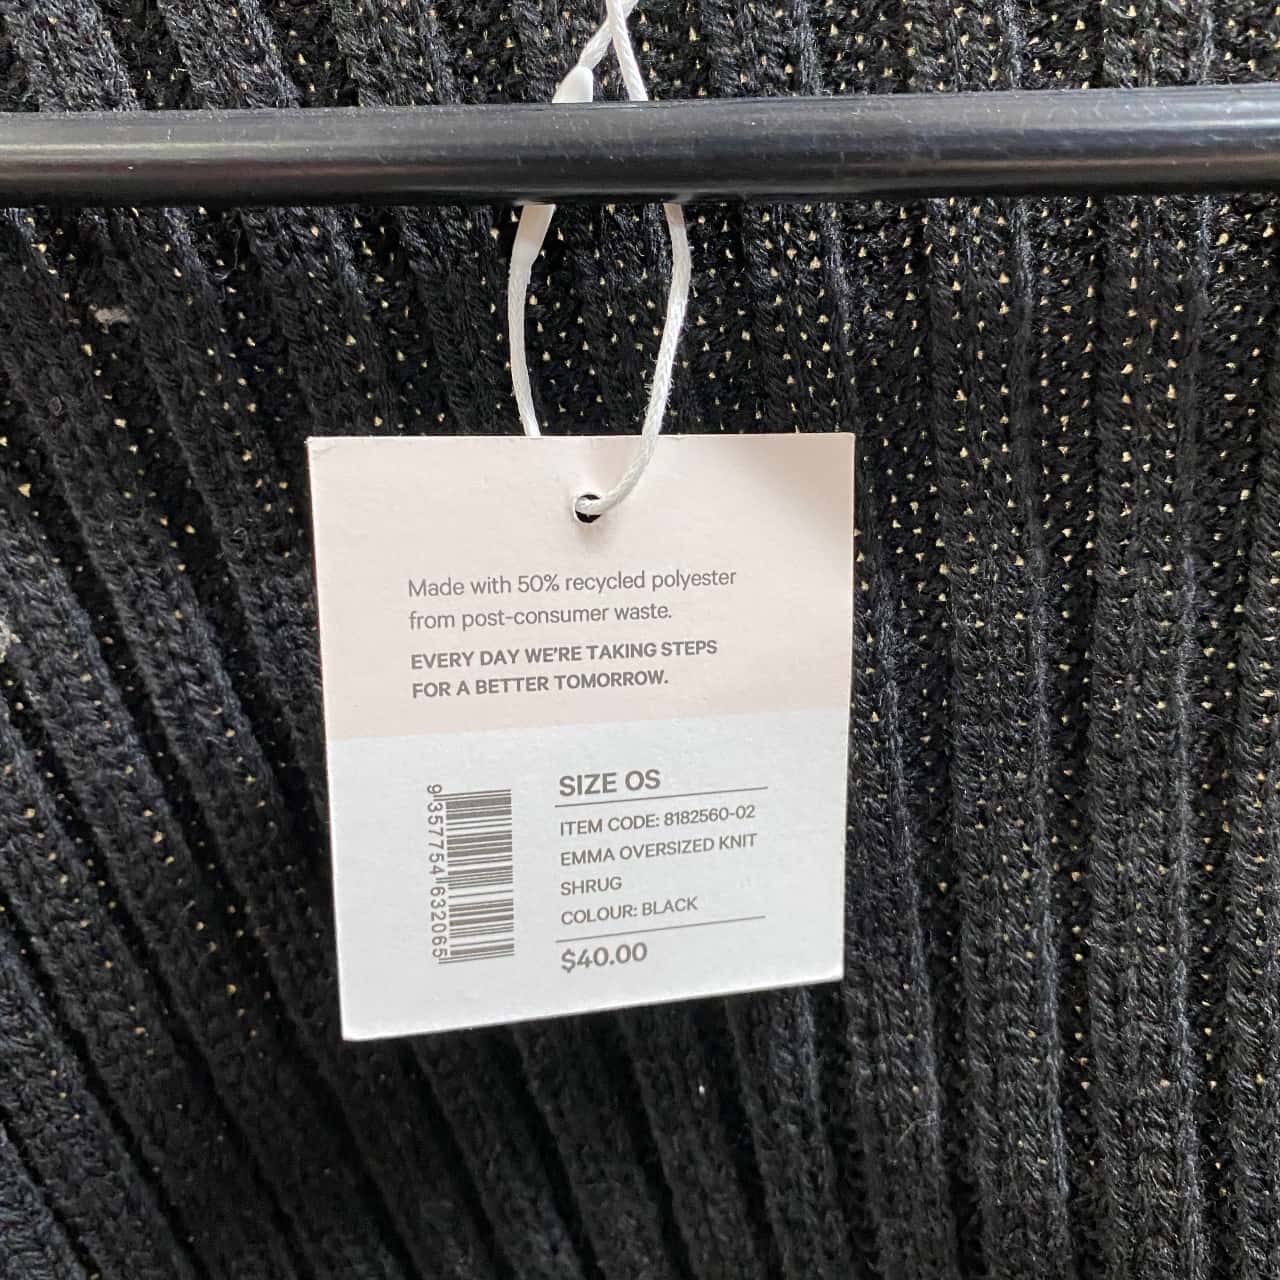 Made with 50% recycled polyester
from post-consumer waste.
EVERY DAY WE'RE TAKING STEPS
FOR A BETTER TOMORROW.
SIZE OS
ITEM CODE: 8182560-02
EMMA OVERSIZED KNIT
SHRUG
COLOUR: BLACK
$40.00
9357754632065